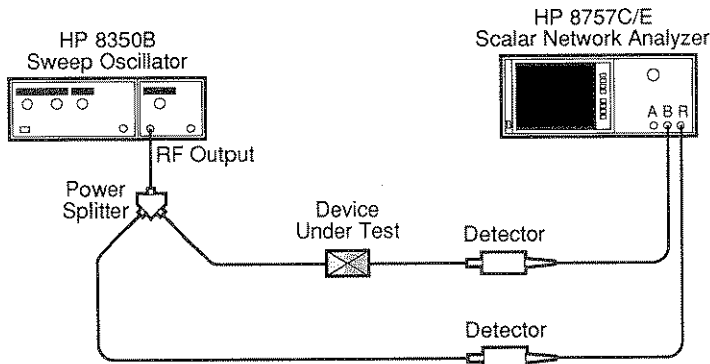 HP 8350B
Sweep Oscillator
HP 8757C/E
Scalar Network Analyzer
A B R
RF Output
Power
Splitter
Device
Under Test
Detector
Detector